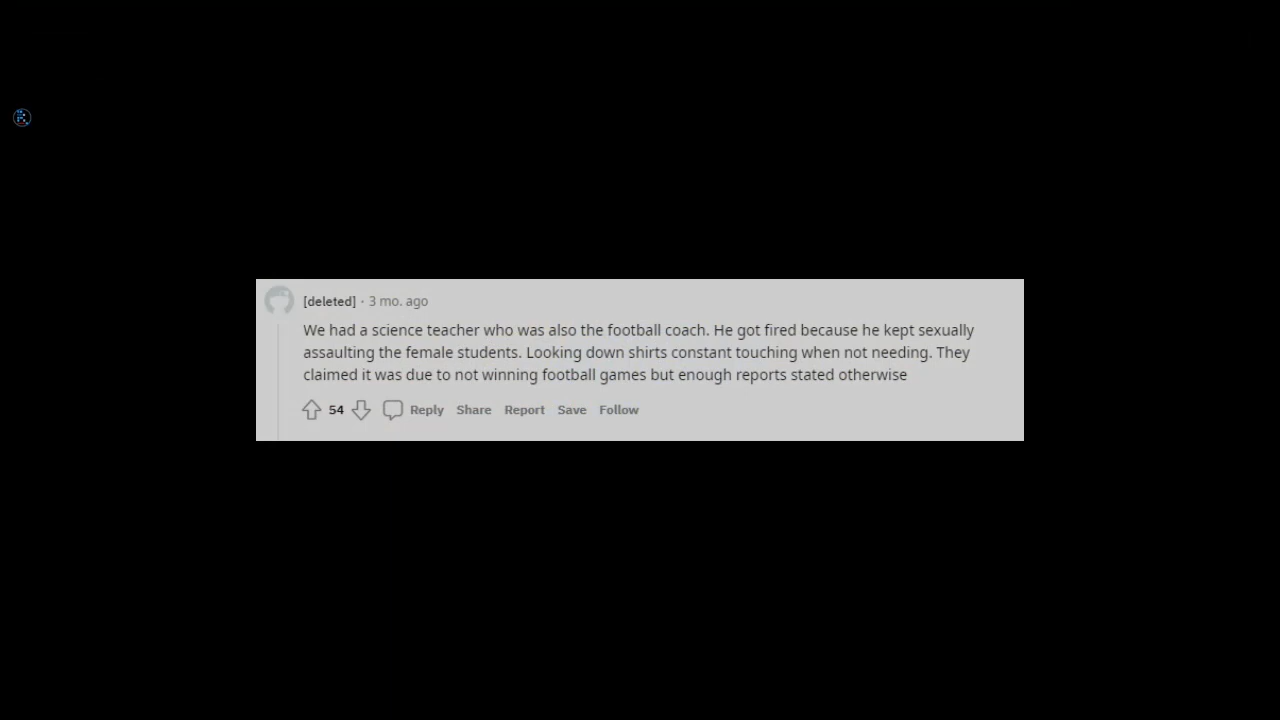 [deleted] · 3 mo. ago
We had a science teacher who was also the football coach. He got fired because he kept sexually
assaulting the female students. Looking down shirts constant touching when not needing. They
claimed it was due to not winning football games but enough reports stated otherwise
54 Reply Share Report Save Follow